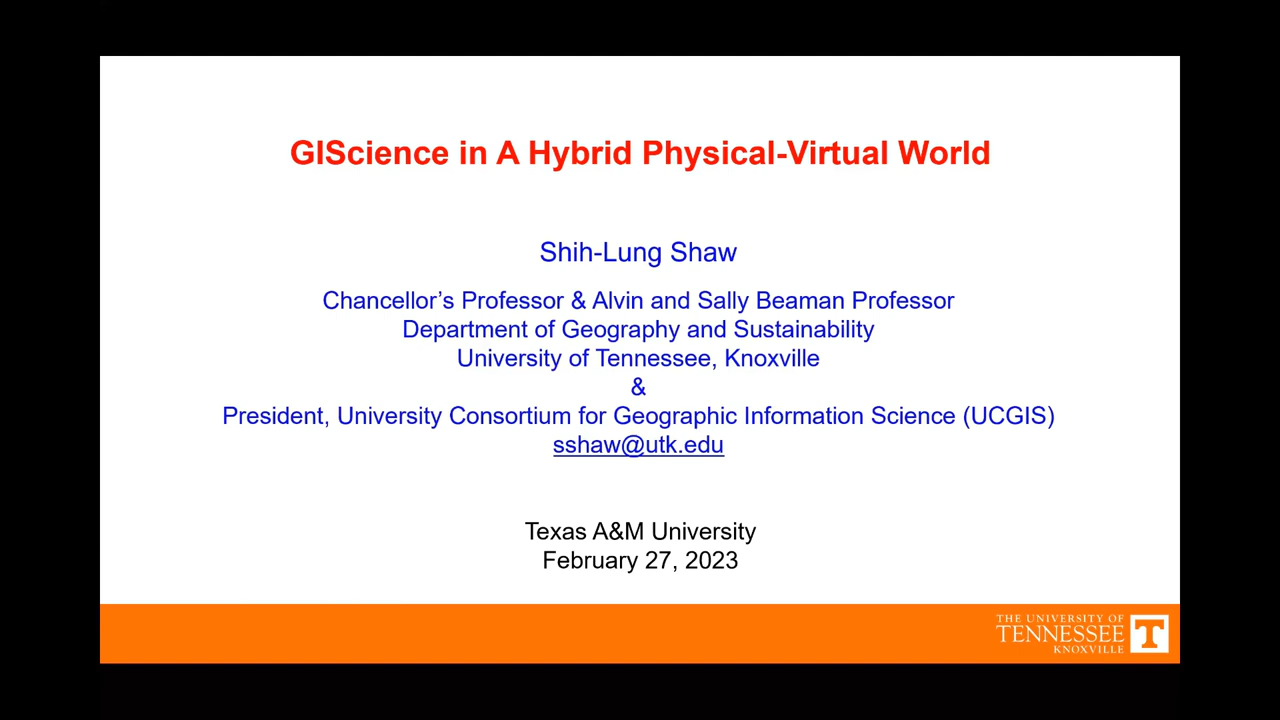 GIScience in A Hybrid Physical-Virtual World
Shih-Lung Shaw
Chancellor’s Professor & Alvin and Sally Beaman Professor
Department of Geography and Sustainability
University of Tennessee, Knoxville
&
President, University Consortium for Geographic Information Science (UCGIS)
sshaw@utk.edu
Texas A&M University
February 27, 2023
THE UNIVERSITY OF
TENNESSEE
KNOXVILLE
T